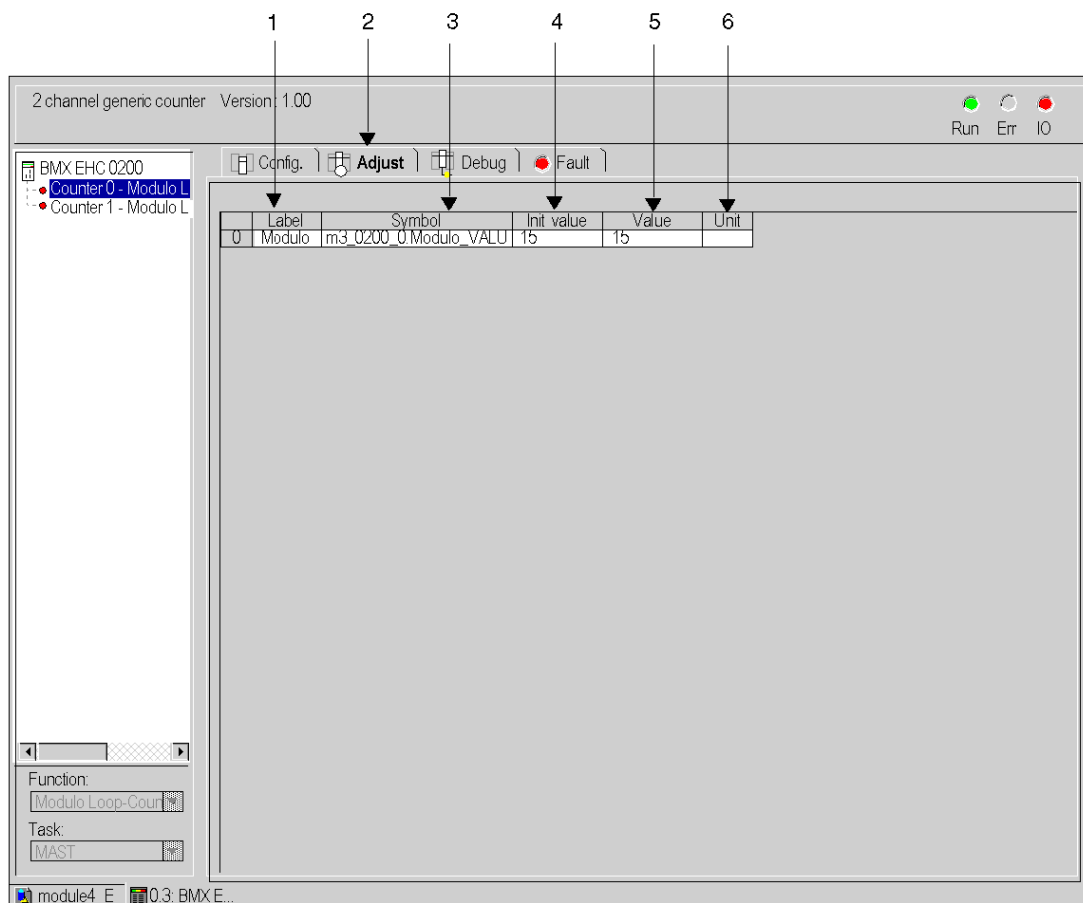 1 2 3 4 5 6
2 channel generic counter Version: 1.00
Run Err IO
BMX EHC 0200
Counter 0 - Modulo L
Counter 1 - Modulo L
Config. Adjust Debug Fault
Label Symbol Init value Value Unit
0 Modulo m3_0200_0.Modulo_VALU 15 15
Function:
Modulo Loop-Coun
Task:
MAST
module4_E 0.3: BMX E...